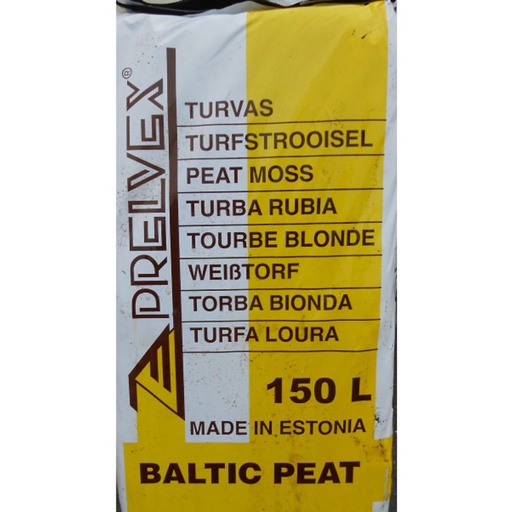 PRELVEX®
TURVAS
TURFSTROOISEL
PEAT MOSS
TURBA RUBIA
TOURBE BLONDE
WEIßTORF
TORBA BIONDA
TURFA LOURA
150 L
MADE IN ESTONIA
BALTIC PEAT